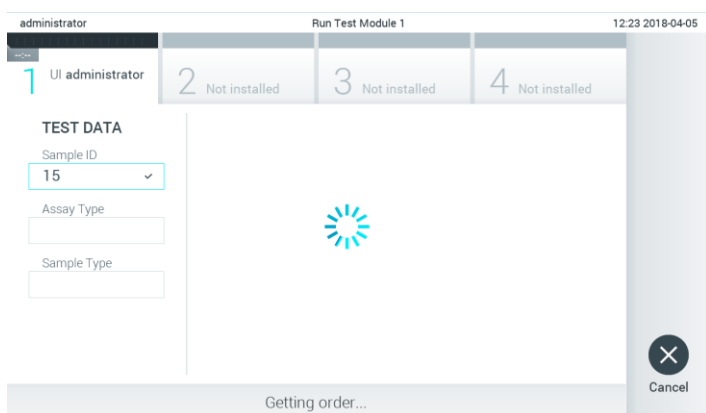 administrator Run Test Module 1 12:23 2018-04-05
--:--
1 UI administrator 2 Not installed 3 Not installed 4 Not installed
TEST DATA
Sample ID
15
Assay Type
Sample Type
Cancel
Getting order...